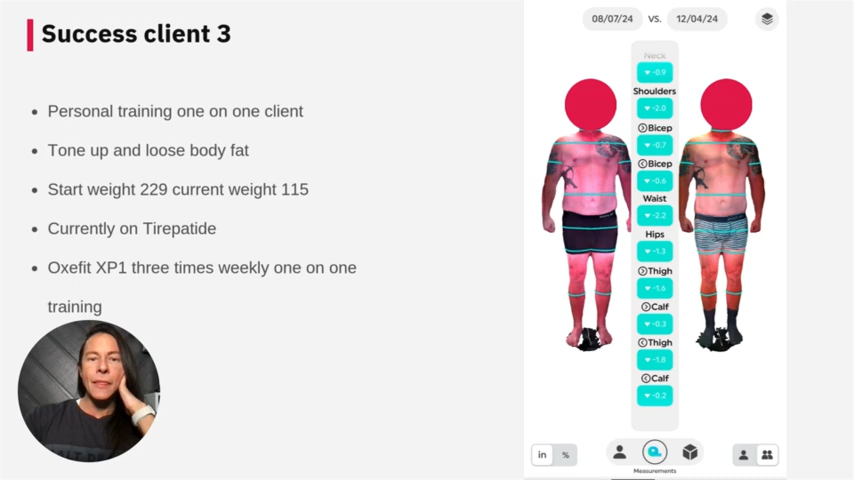 Success client 3
Personal training one on one client
Tone up and loose body fat
Start weight 229 current weight 115
Currently on Tirepatide
Oxefit XP1 three times weekly one on one
training
08/07/24 VS. 12/04/24
Neck
-0.9
Shoulders
-2.0
Bicep
-0.7
Bicep
-0.6
Waist
-2.2
Hips
-1.3
Thigh
-1.6
Calf
-0.3
Thigh
-1.8
Calf
-0.2
in %
Measurements